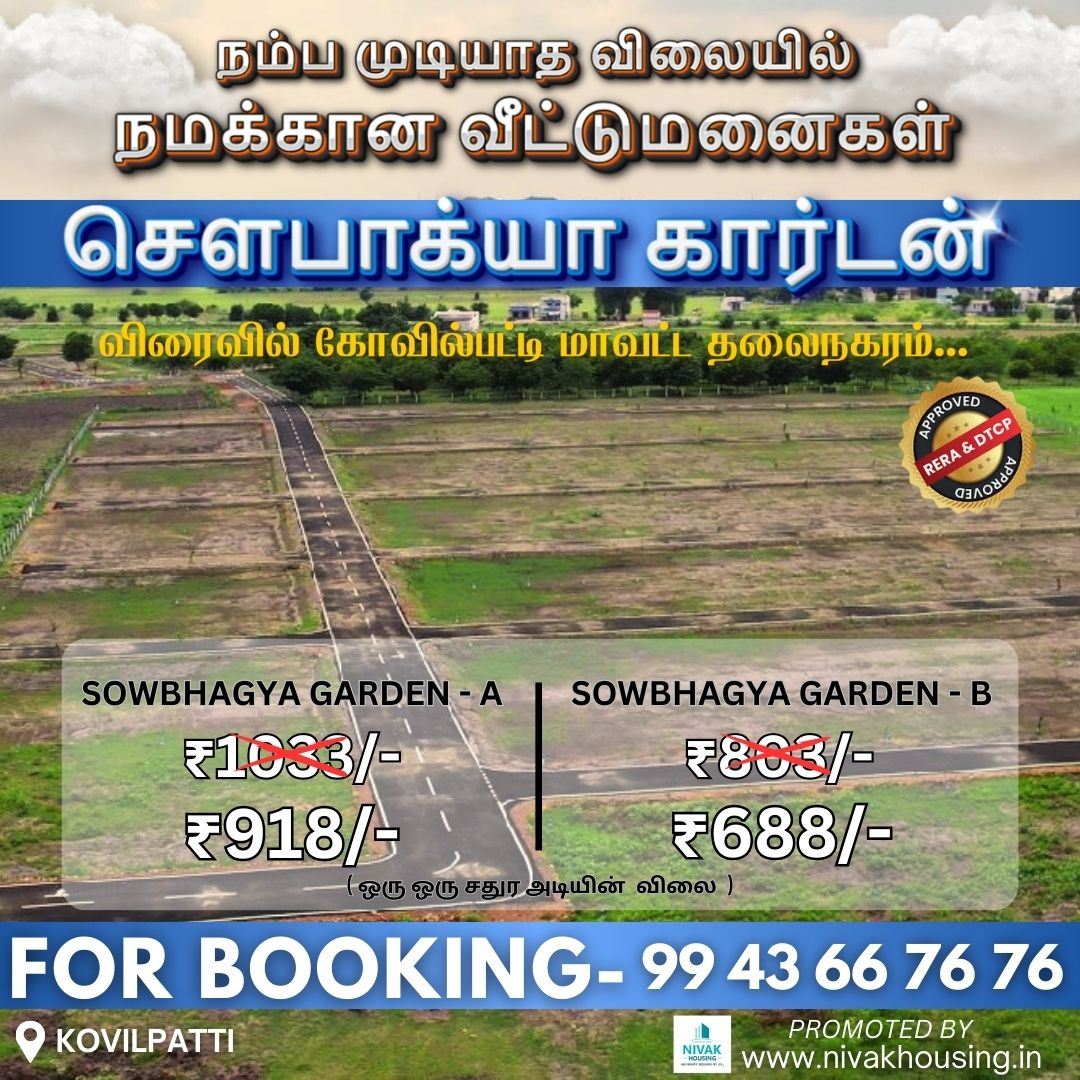 நம்ப முடியாத விலையில்
நமக்கான வீட்டுமனைகள்
சௌபாக்யா கார்டன்
விரைவில் கோவில்பட்டி மாவட்ட தலைநகரம்...
APPROVED
RERA & DTCP
APPROVED
SOWBHAGYA GARDEN - A
₹1033/-
₹918/-
SOWBHAGYA GARDEN - B
₹803/-
₹688/-
( ஒரு ஒரு சதுர அடியின் விலை )
FOR BOOKING- 99 43 66 76 76
KOVILPATTI
NIVAK
HOUSING
PROMOTED BY
www.nivakhousing.in